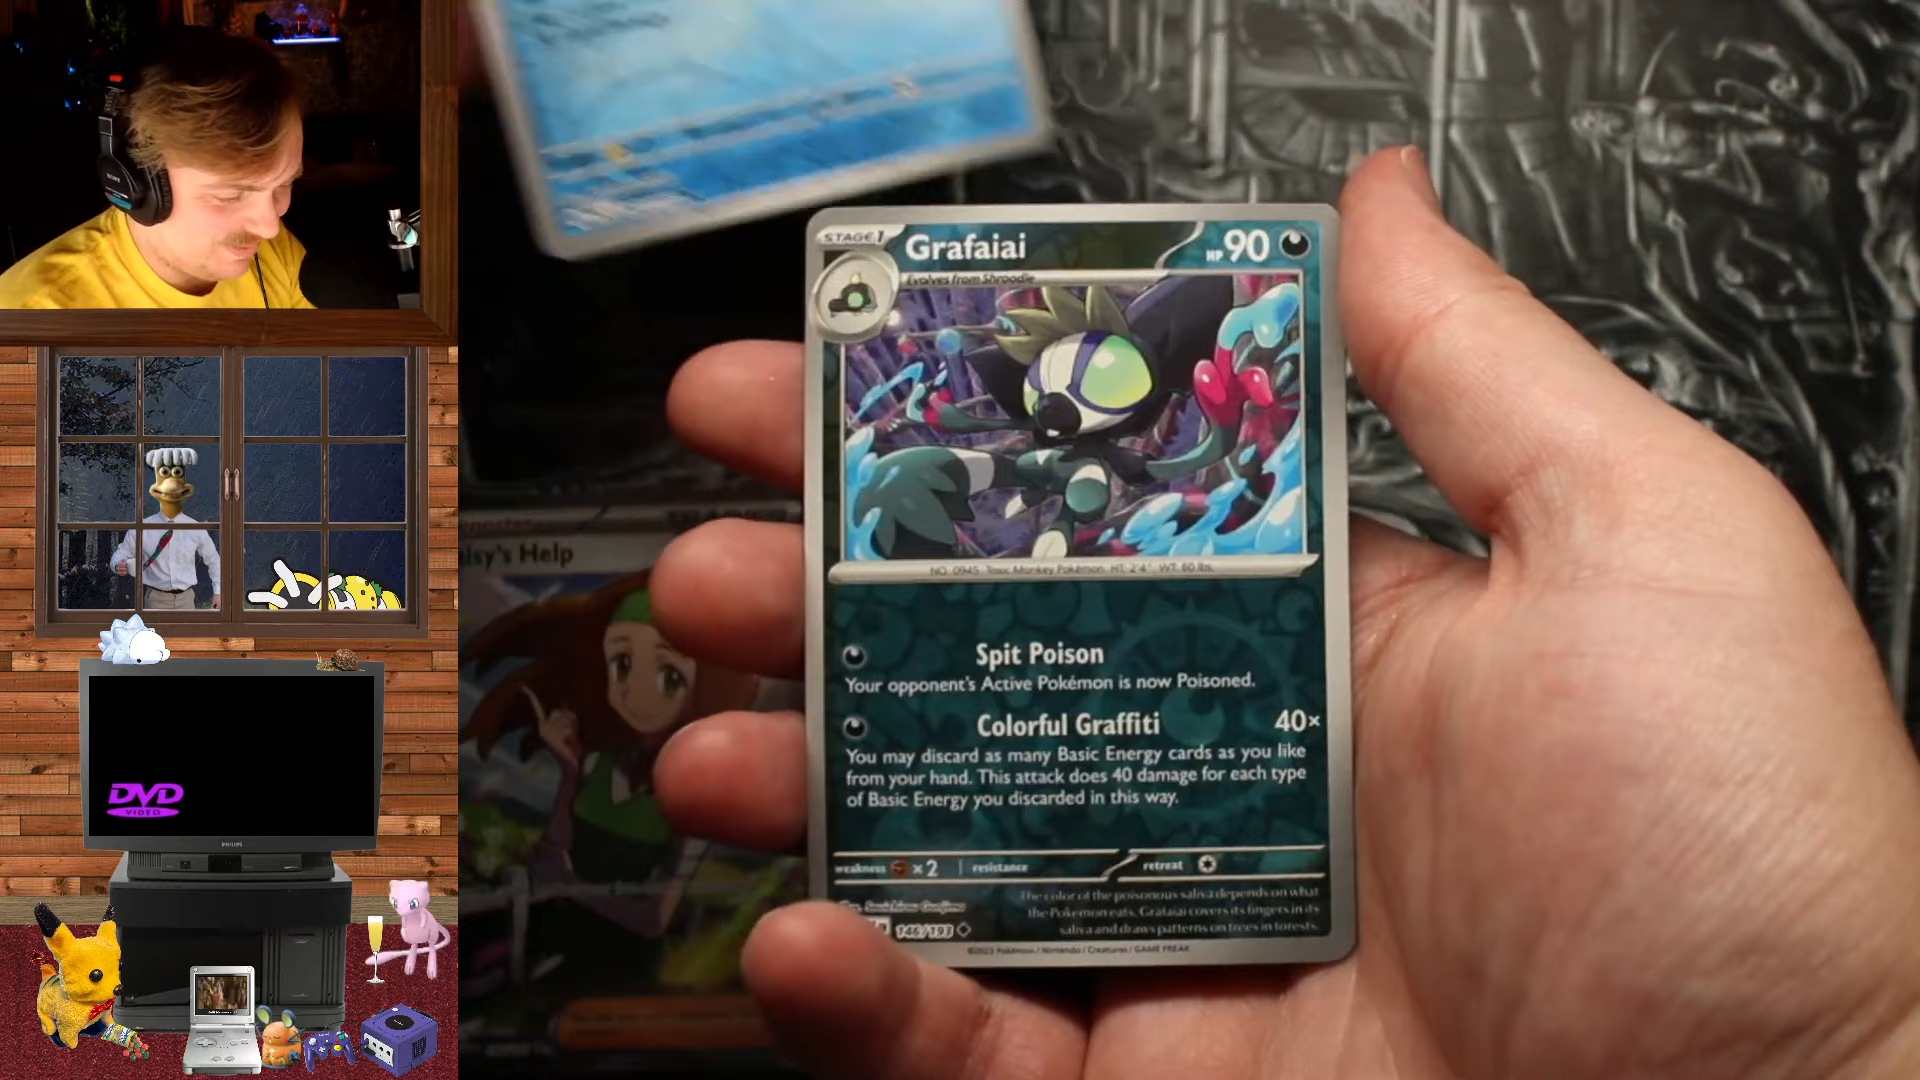 SONY
STAGE 1
Grafaiai
HP 90
Evolves from Shroodle
NO. 0945 Toxic Monkey Pokémon HT: 2'4" WT: 60 lbs.
Spit Poison
Your opponent's Active Pokémon is now Poisoned.
Colorful Graffiti 40×
You may discard as many Basic Energy cards as you like
from your hand. This attack does 40 damage for each type
of Basic Energy you discarded in this way.
weakness ×2 resistance retreat
The color of the poisonous saliva depends on what
the Pokémon eats. Grafaiai covers its fingers in its
saliva and draws patterns on trees in forests.
146/193
©2023 Pokémon / Nintendo / Creatures / GAME FREAK
TRAINER
isy's Help
DVD
VIDEO
PHILIPS